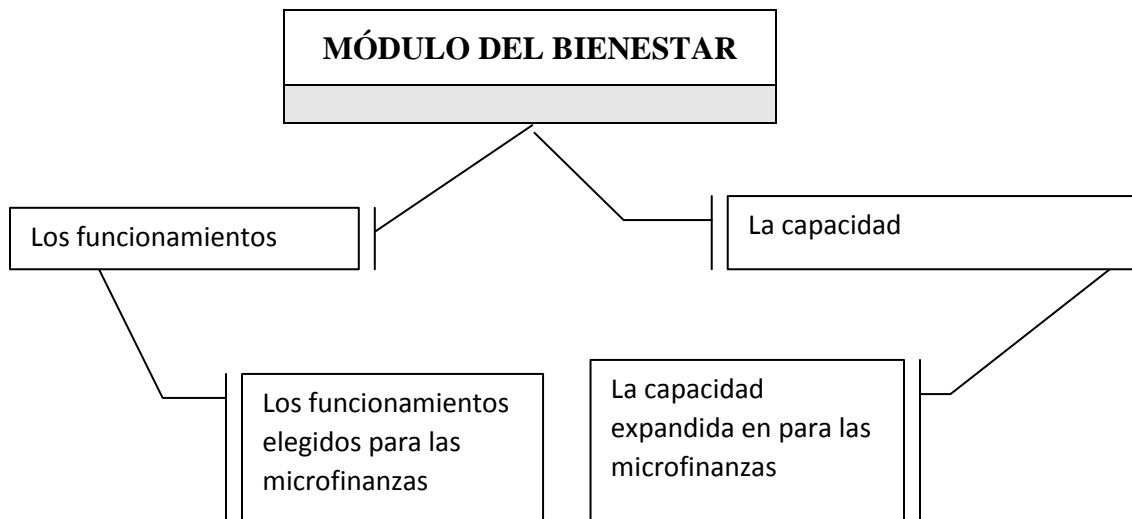 MÓDULO DEL BIENESTAR
Los funcionamientos
La capacidad
Los funcionamientos
elegidos para las
microfinanzas
La capacidad
expandida en para las
microfinanzas